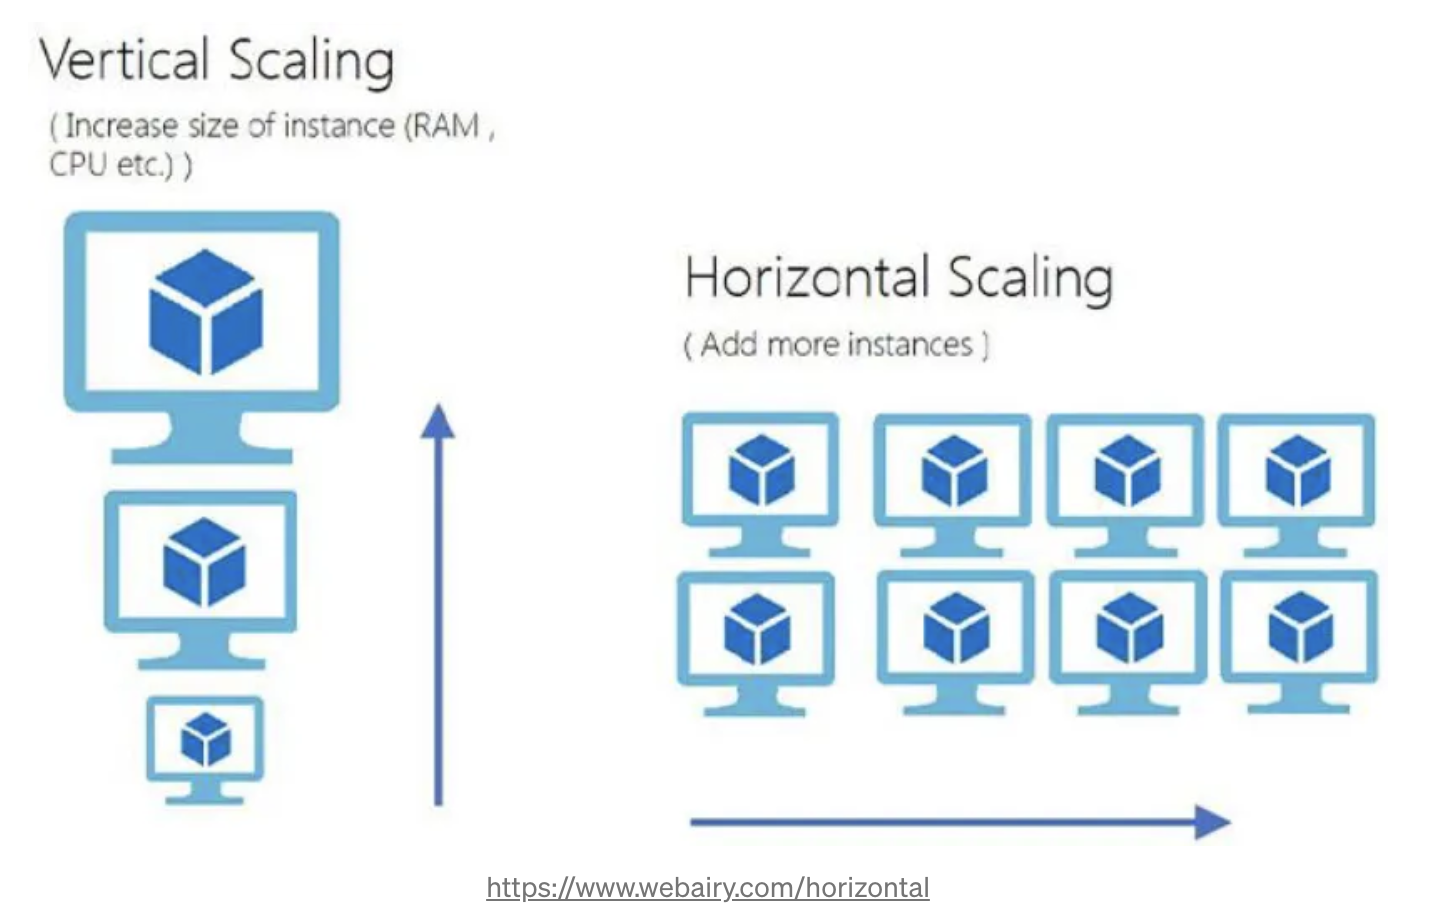 Vertical Scaling
( Increase size of instance (RAM ,
CPU etc.) )
Horizontal Scaling
( Add more instances )
https://www.webairy.com/horizontal